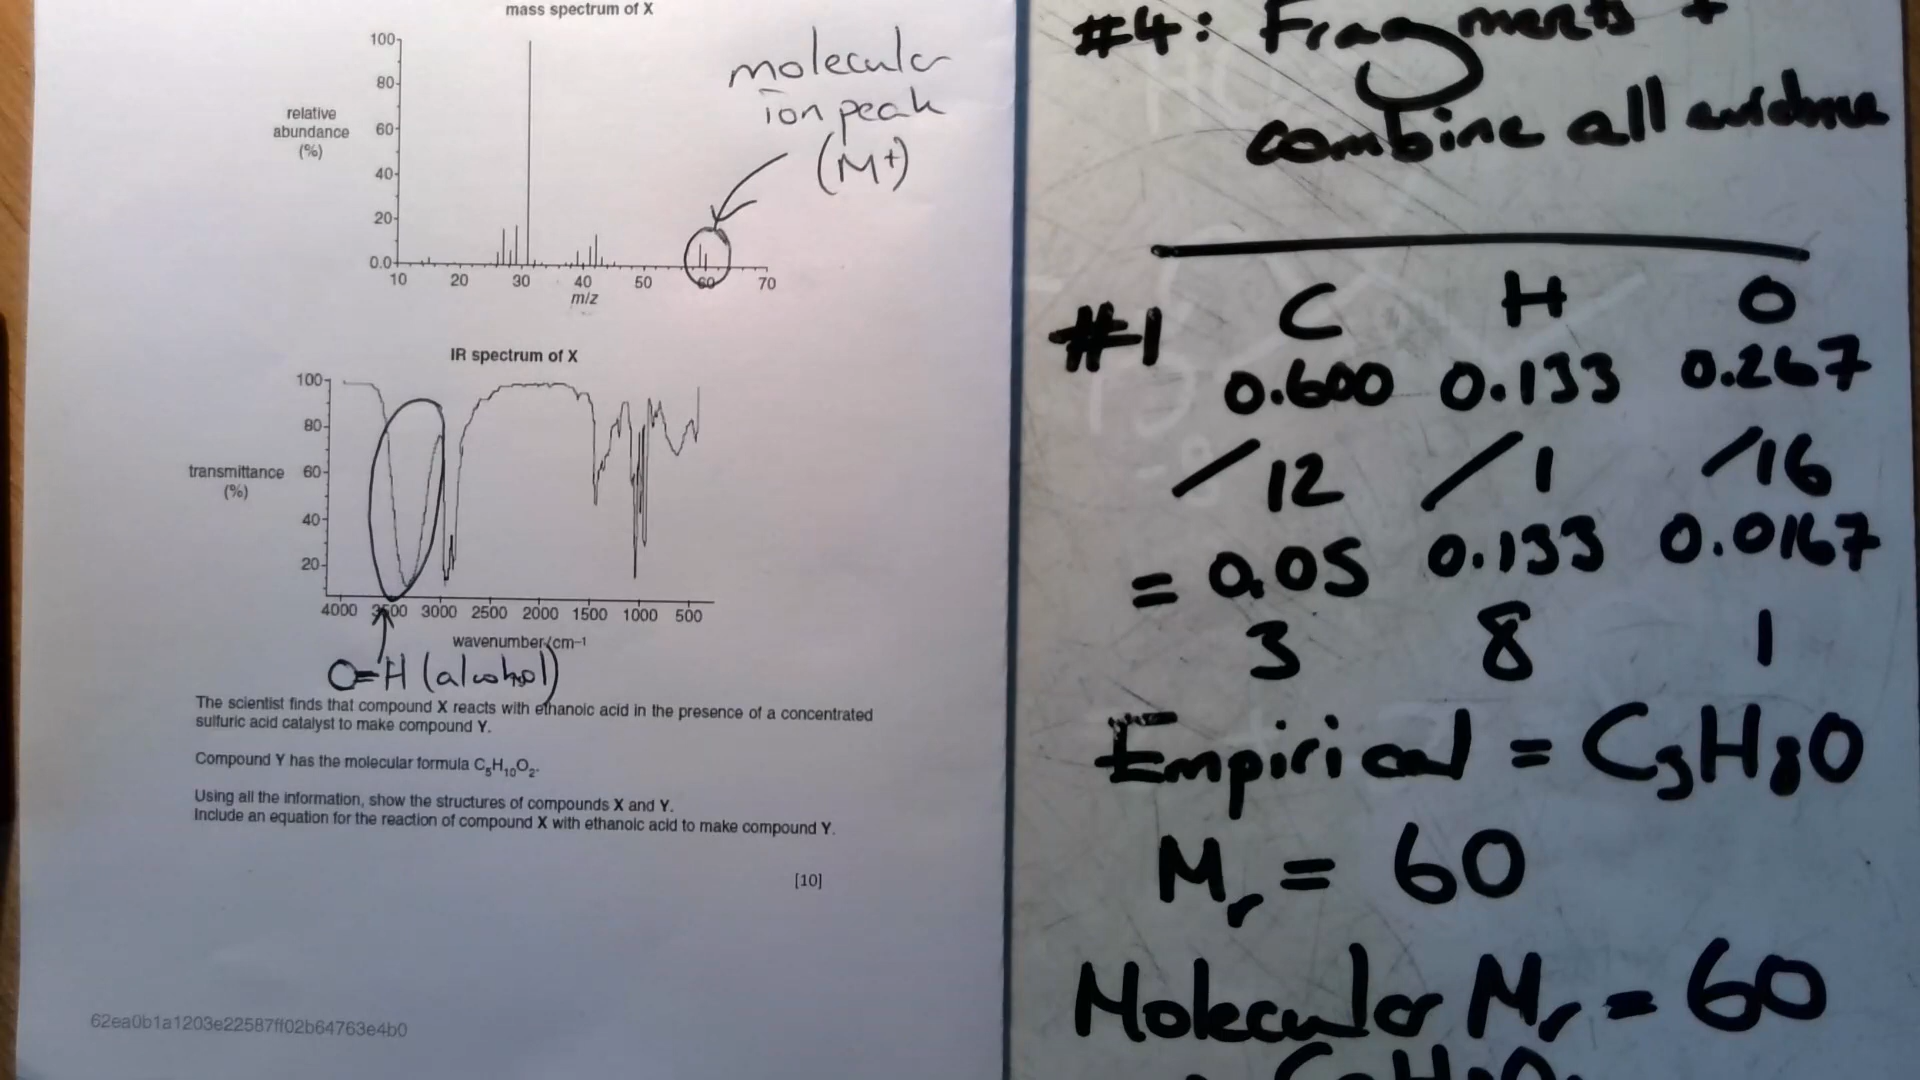 mass spectrum of X
100
80
relative
abundance
(%)
60
40
20
0.0
10 20 30 40 50 60 70
m/z
molecular
ion peak
(M+)
IR spectrum of X
100
80
transmittance
(%)
60
40
20
4000 3500 3000 2500 2000 1500 1000 500
wavenumber/cm⁻¹
O–H (alcohol)
The scientist finds that compound X reacts with ethanoic acid in the presence of a concentrated
sulfuric acid catalyst to make compound Y.
Compound Y has the molecular formula C₅H₁₀O₂.
Using all the information, show the structures of compounds X and Y.
Include an equation for the reaction of compound X with ethanoic acid to make compound Y.
[10]
62ea0b1a1203e22587ff02b64763e4b0
#4: Fragments +
combine all evidence
#1 C H O
0.600 0.133 0.267
/12 /1 /16
= 0.05 0.133 0.0167
3 8 1
Empirical = C₃H₈O
Mr = 60
Molecular Mr = 60